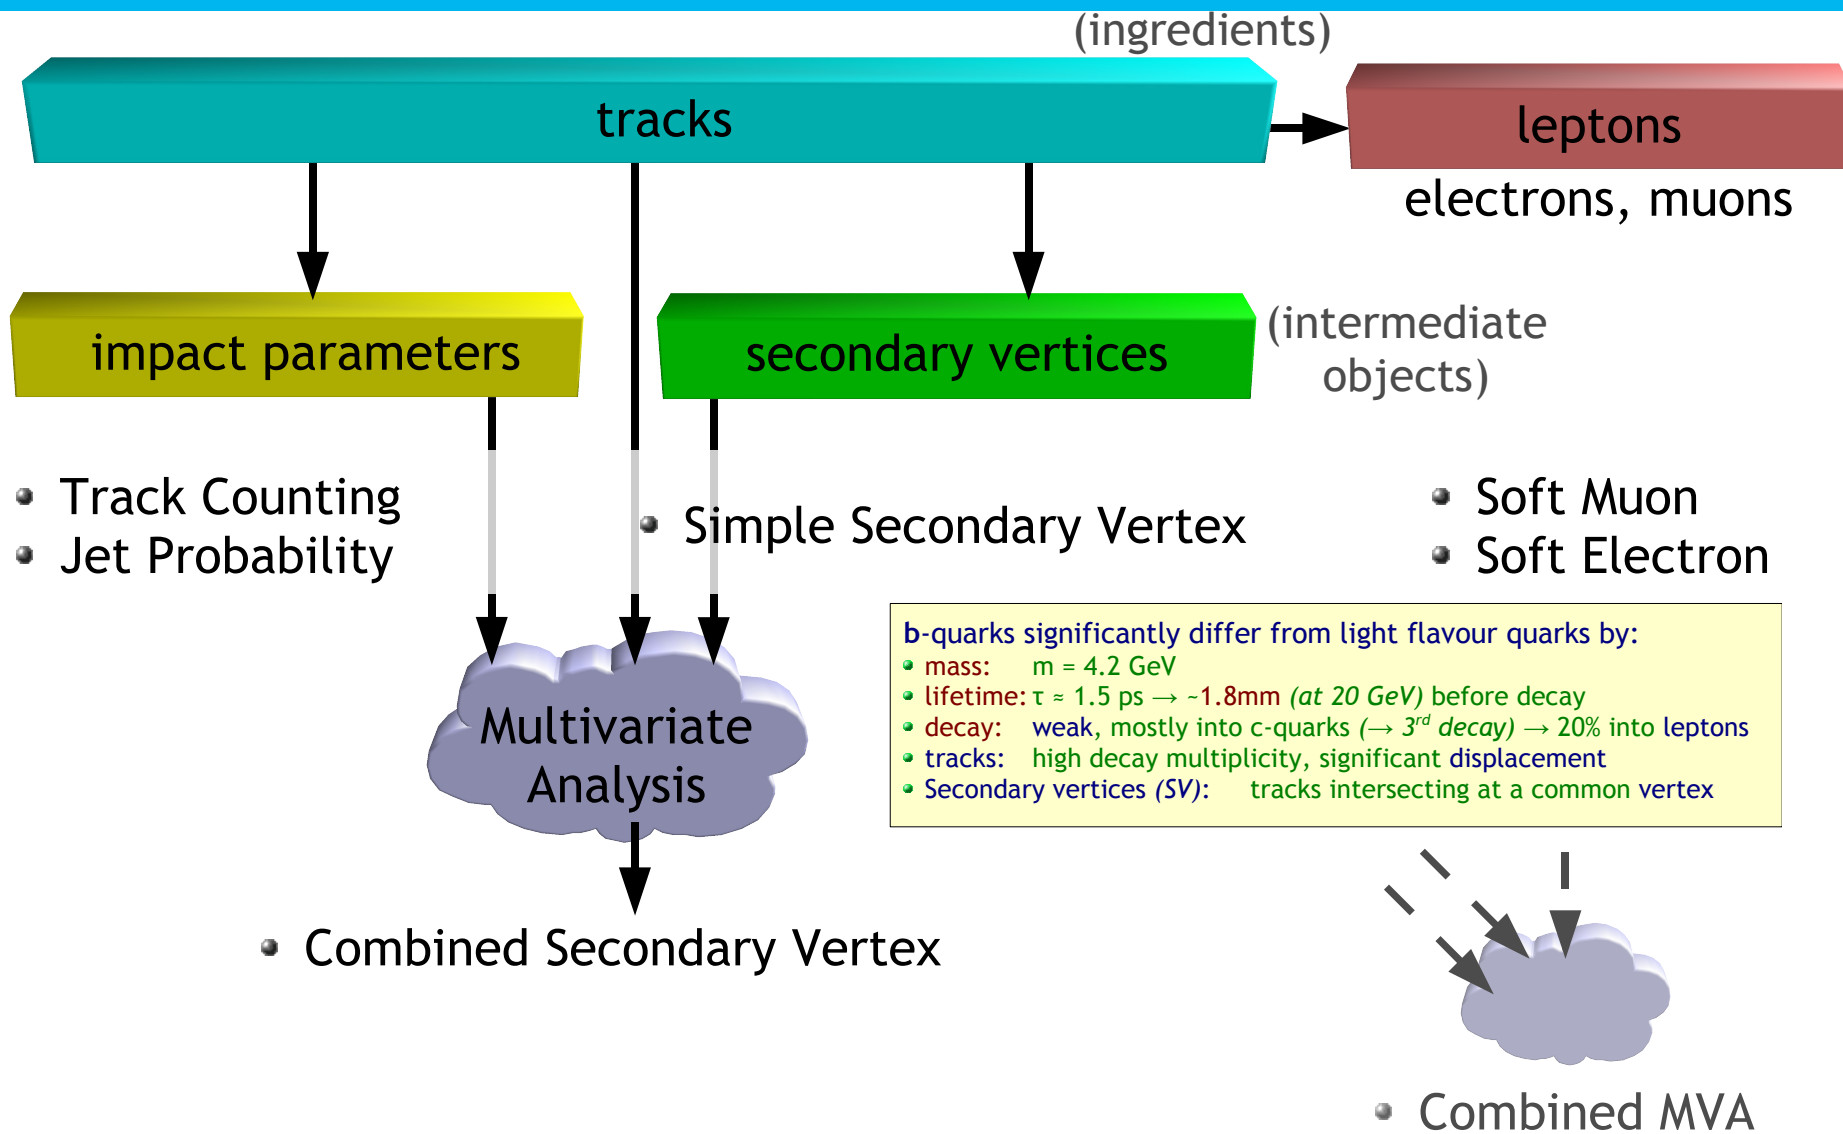 (ingredients)
tracks
leptons
electrons, muons
impact parameters
secondary vertices
(intermediate
objects)
Track Counting
Jet Probability
Simple Secondary Vertex
Soft Muon
Soft Electron
b-quarks significantly differ from light flavour quarks by:
mass: m = 4.2 GeV
lifetime: τ ≈ 1.5 ps → ~1.8mm (at 20 GeV) before decay
decay: weak, mostly into c-quarks (→ 3rd decay) → 20% into leptons
tracks: high decay multiplicity, significant displacement
Secondary vertices (SV): tracks intersecting at a common vertex
Multivariate
Analysis
Combined Secondary Vertex
Combined MVA